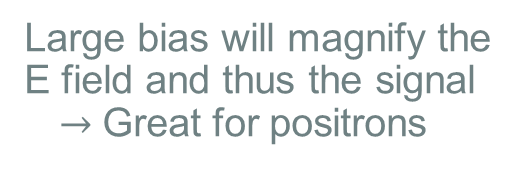 Large bias will magnify the
E field and thus the signal
→ Great for positrons